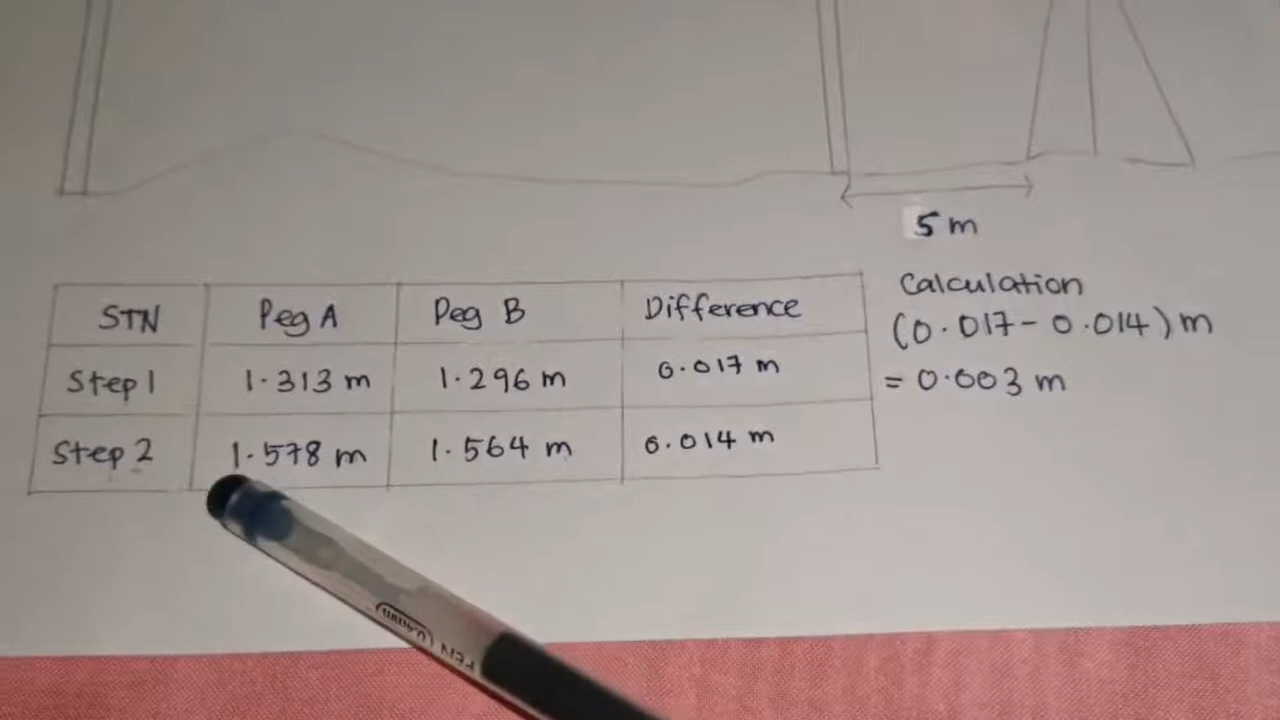 5 m
Calculation
(0.017 - 0.014) m
= 0.003 m
STN Peg A Peg B Difference
Step 1 1.313 m 1.296 m 0.017 m
Step 2 1.578 m 1.564 m 0.014 m
PEN